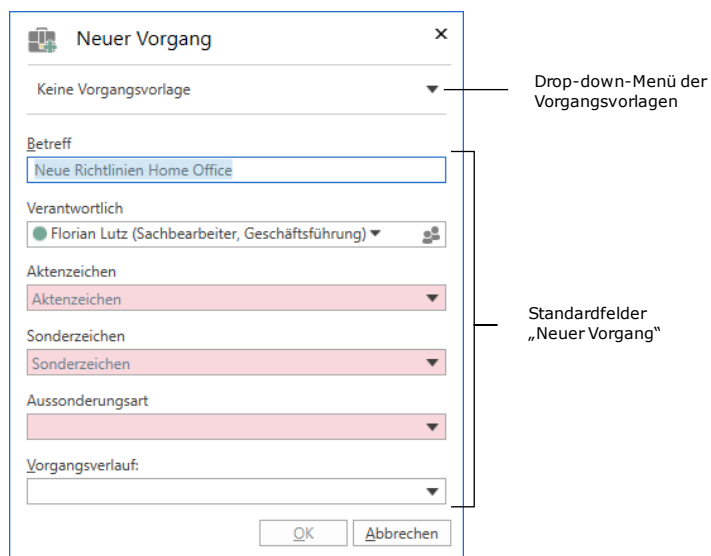 Neuer Vorgang
Keine Vorgangsvorlage
Drop-down-Menü der
Vorgangsvorlagen
Betreff
Neue Richtlinien Home Office
Verantwortlich
Florian Lutz (Sachbearbeiter, Geschäftsführung)
Aktenzeichen
Aktenzeichen
Standardfelder
„Neuer Vorgang“
Sonderzeichen
Sonderzeichen
Aussonderungsart
Vorgangsverlauf:
OK
Abbrechen